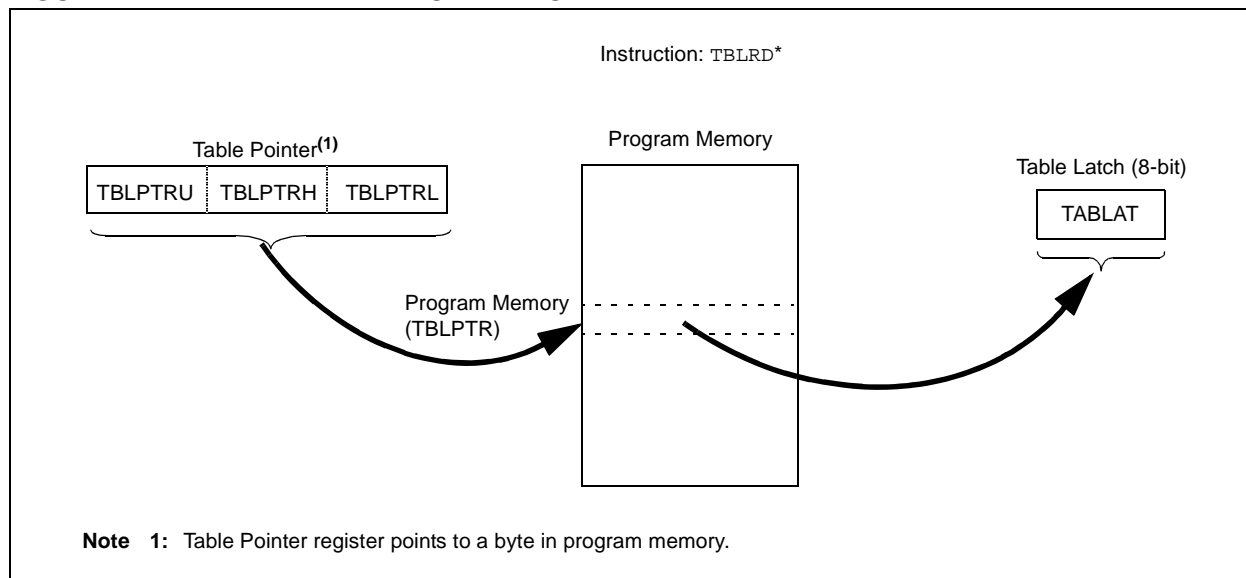 Instruction: TBLRD*
Table Pointer(1)
Program Memory
Table Latch (8-bit)
TBLPTRU TBLPTRH TBLPTRL
TABLAT
Program Memory
(TBLPTR)
Note 1: Table Pointer register points to a byte in program memory.